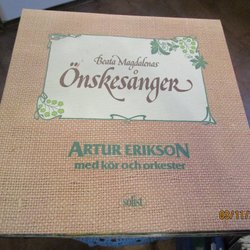 Beata Magdalenas
Önskesånger
ARTUR ERIKSON
med kör och orkester
solist